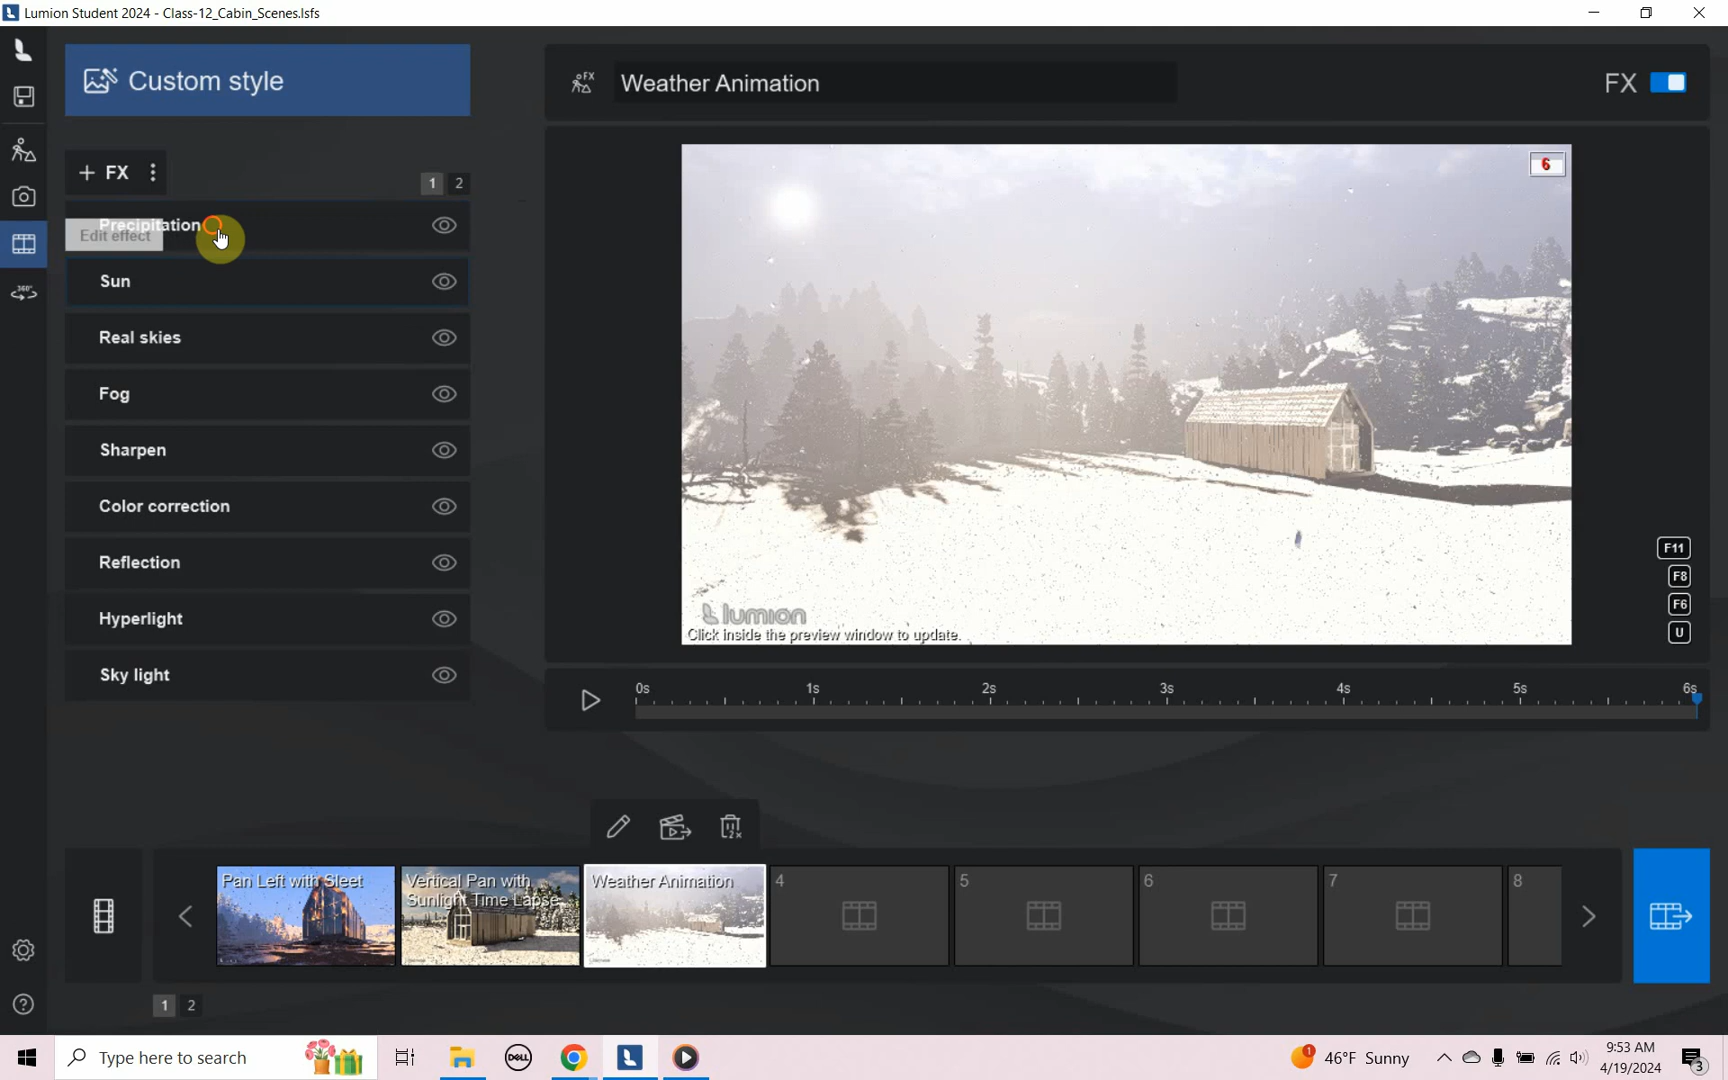 Lumion Student 2024 - Class-12_Cabin_Scenes.lsfs
Custom style
Weather Animation
FX
+ FX
1 2
Precipitation
Edit effect
Sun
Real skies
Fog
Sharpen
Color correction
Reflection
Hyperlight
Sky light
6
lumion
Click inside the preview window to update.
F11
F8
F6
U
0s 1s 2s 3s 4s 5s 6s
Pan Left with Sleet
Vertical Pan with
Sunlight Time Lapse
Weather Animation
4
5
6
7
8
1 2
Type here to search
DELL
1
46°F Sunny
9:53 AM
4/19/2024
3